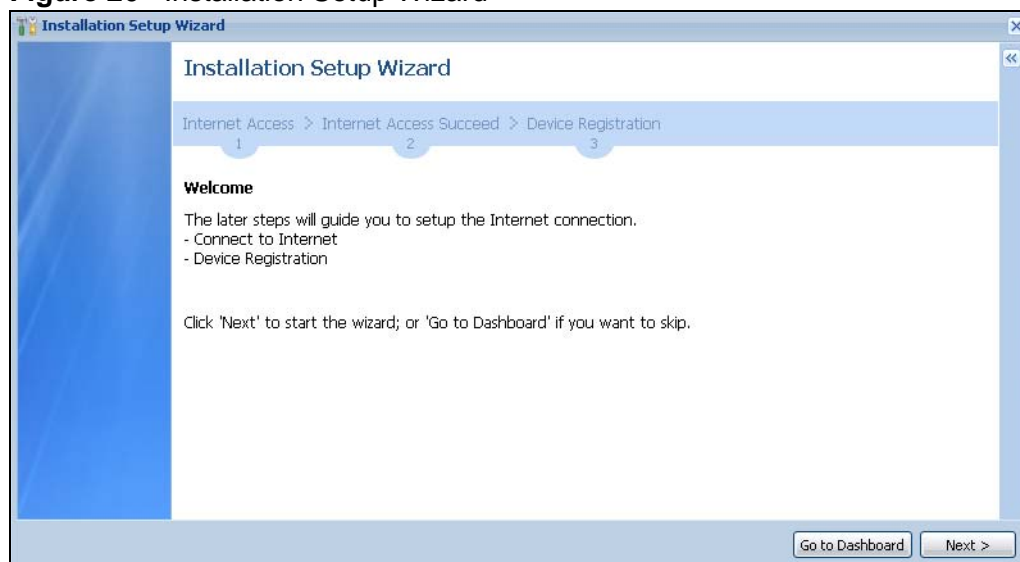 Installation Setup Wizard
Installation Setup Wizard
Internet Access > Internet Access Succeed > Device Registration
1 2 3
Welcome
The later steps will guide you to setup the Internet connection.
- Connect to Internet
- Device Registration
Click 'Next' to start the wizard; or 'Go to Dashboard' if you want to skip.
Go to Dashboard Next >